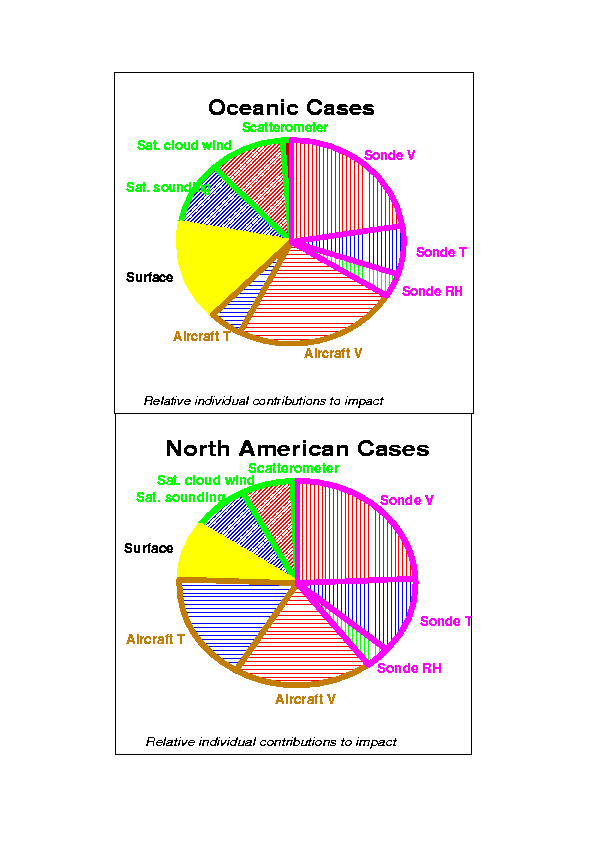 Oceanic Cases
Scatterometer
Sat. cloud wind
Sonde V
Sat. sounding
Sonde T
Surface
Sonde RH
Aircraft T
Aircraft V
Relative individual contributions to impact
North American Cases
Scatterometer
Sat. cloud wind
Sat. sounding
Sonde V
Surface
Sonde T
Aircraft T
Sonde RH
Aircraft V
Relative individual contributions to impact